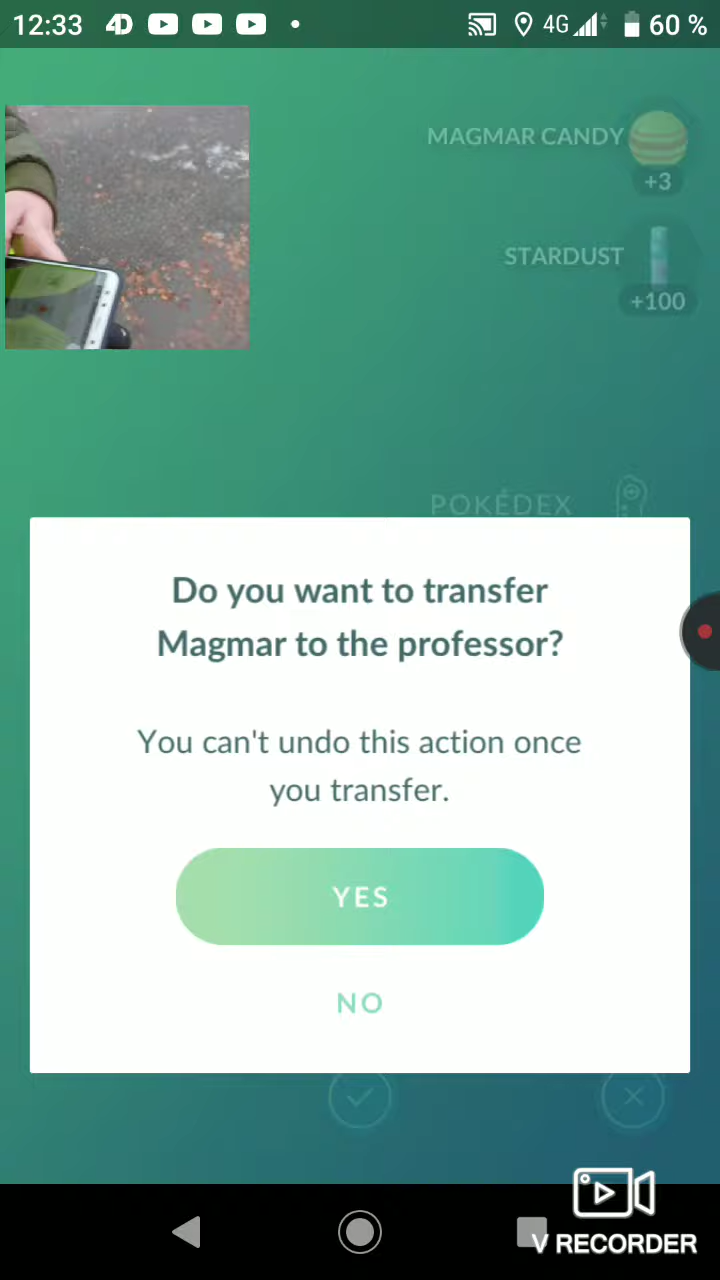 12:33
4G
60 %
MAGMAR CANDY
+3
STARDUST
+100
POKÉDEX
Do you want to transfer
Magmar to the professor?
You can't undo this action once
you transfer.
YES
NO
V RECORDER